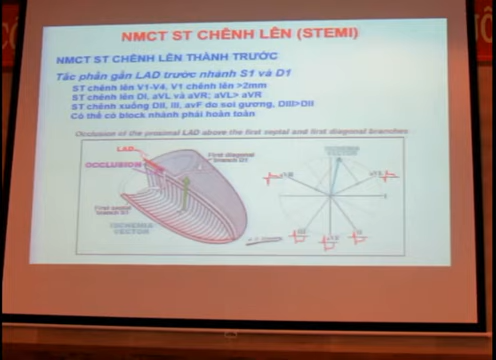 NMCT ST CHÊNH LÊN (STEMI)
NMCT ST CHÊNH LÊN THÀNH TRƯỚC
Tắc phần gần LAD trước nhánh S1 và D1
ST chênh lên V1-V4, V1 chênh lên >2mm
ST chênh lên DI, aVL và aVR; aVL> aVR
ST chênh xuống DII, III, avF do soi gương, DIII>DII
Có thể có block nhánh phải hoàn toàn
Occlusion of the proximal LAD above the first septal and first diagonal branches
LAD
OCCLUSION
First diagonal
branch D1
First septal
branch S1
ISCHEMIA
VECTOR
ISCHEMIA
VECTOR